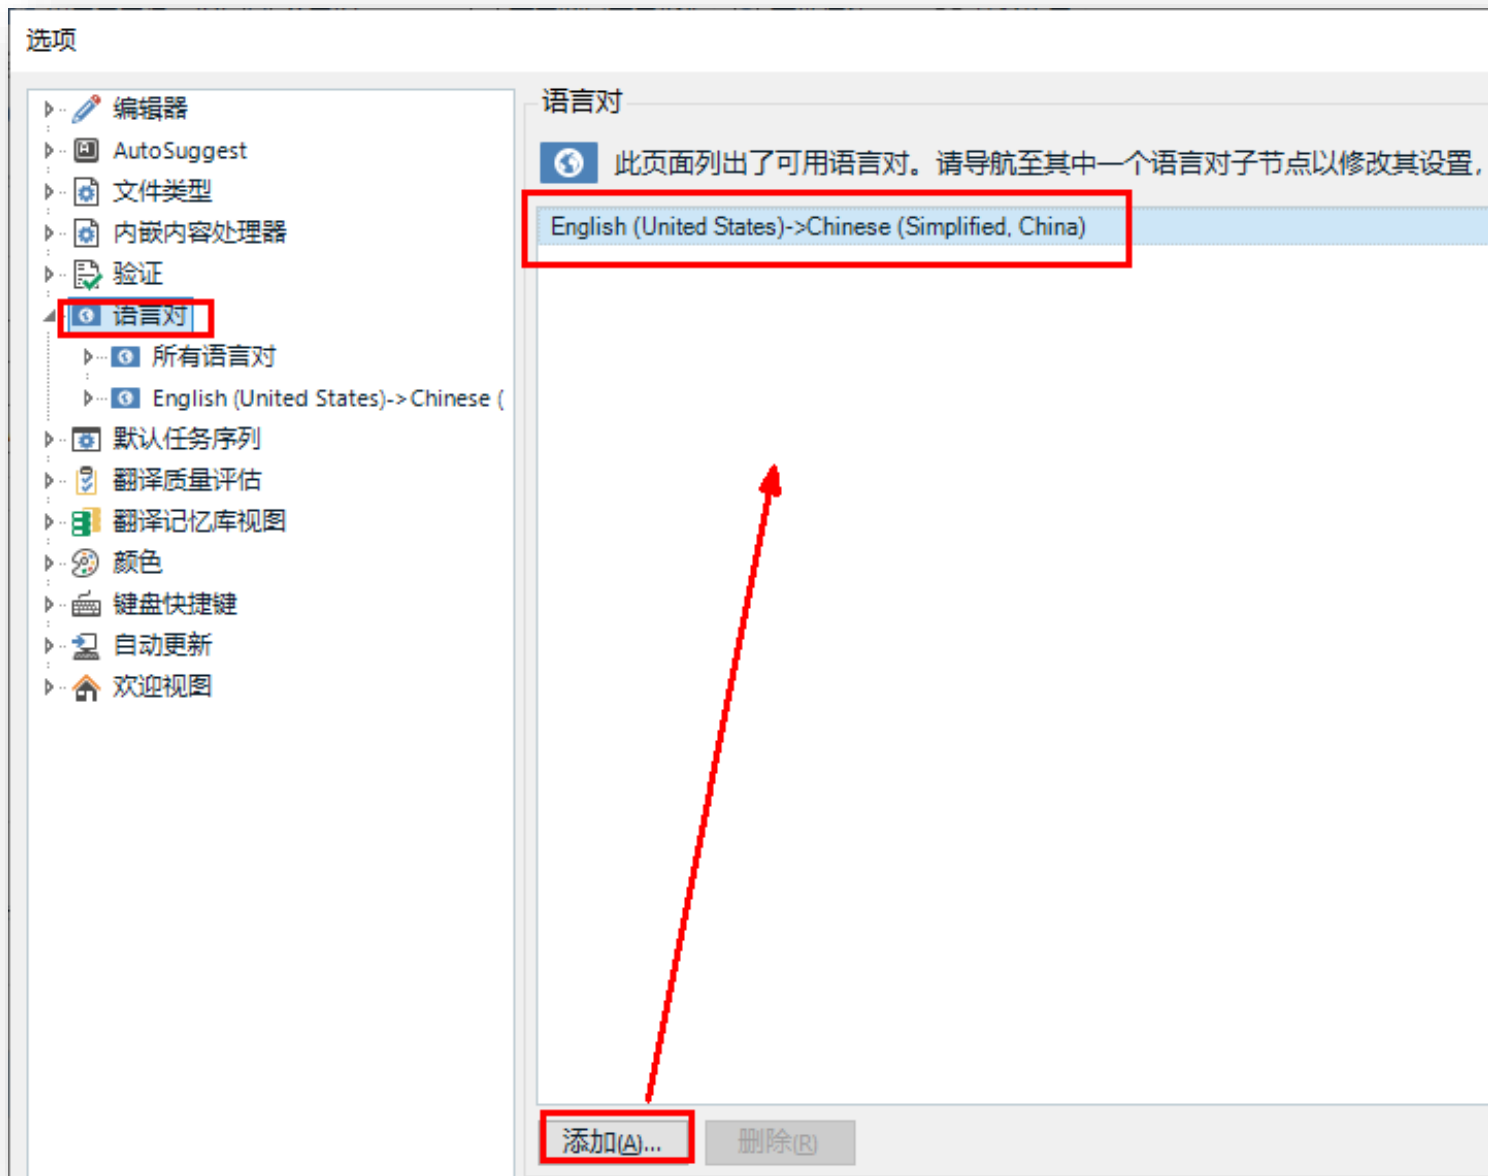 选项
编辑器
AutoSuggest
文件类型
内嵌内容处理器
验证
语言对
所有语言对
English (United States)->Chinese (
默认任务序列
翻译质量评估
翻译记忆库视图
颜色
键盘快捷键
自动更新
欢迎视图
语言对
此页面列出了可用语言对。请导航至其中一个语言对子节点以修改其设置，
English (United States)->Chinese (Simplified, China)
添加(A)...
删除(R)